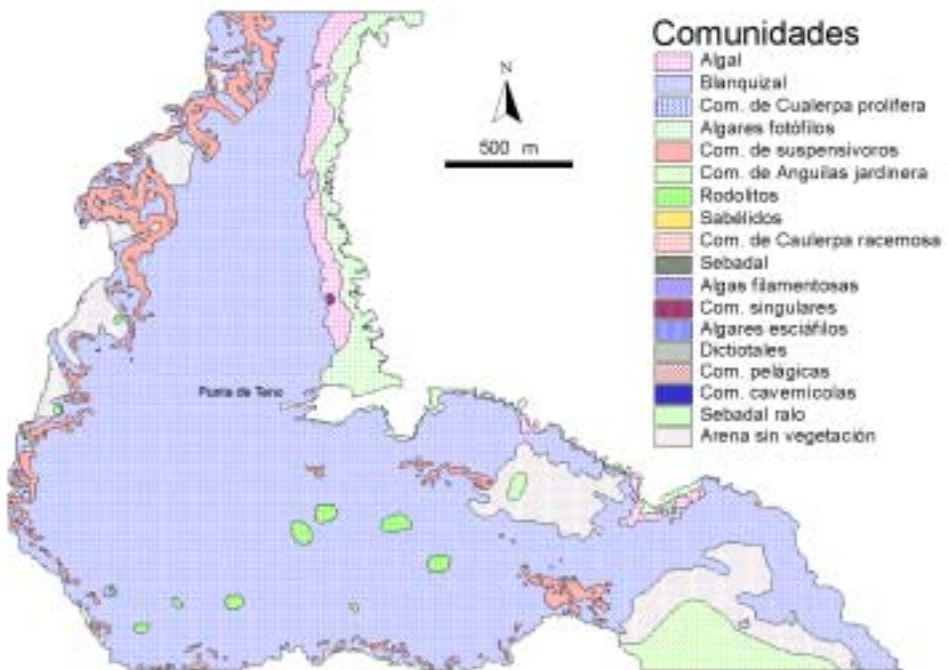 Comunidades
Algal
Blanquizal
Com. de Cualerpa prolifera
Algares fotófilos
Com. de suspensívoros
Com. de Anguilas jardinera
Rodolitos
Sabélidos
Com. de Caulerpa racemosa
Sebadal
Algas filamentosas
Com. singulares
Algares esciáfilos
Dictiotales
Com. pelágicas
Com. cavernícolas
Sebadal ralo
Arena sin vegetación
N
500 m
Punta de Teno